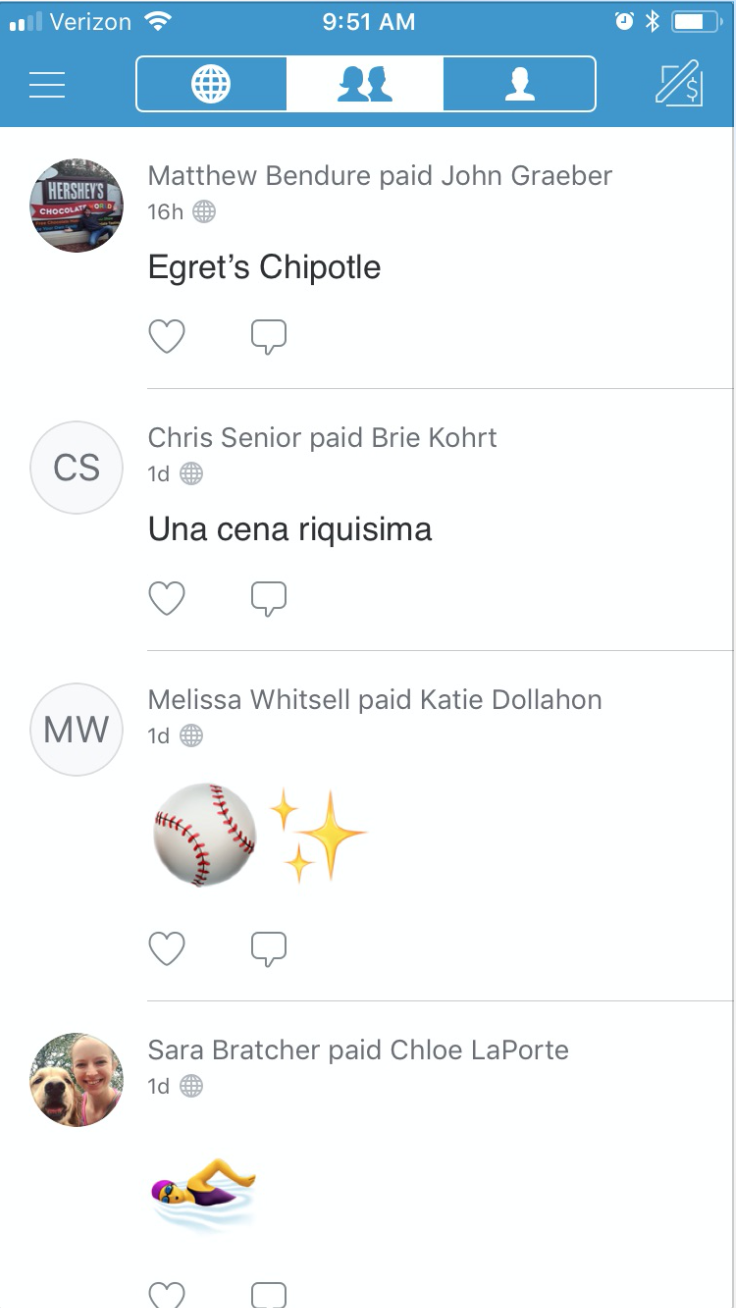 Verizon 9:51 AM
HERSHEY'S
CHOCOLATE
Matthew Bendure paid John Graeber
16h
Egret's Chipotle
CS
Chris Senior paid Brie Kohrt
1d
Una cena riquisima
MW
Melissa Whitsell paid Katie Dollahon
1d
Sara Bratcher paid Chloe LaPorte
1d